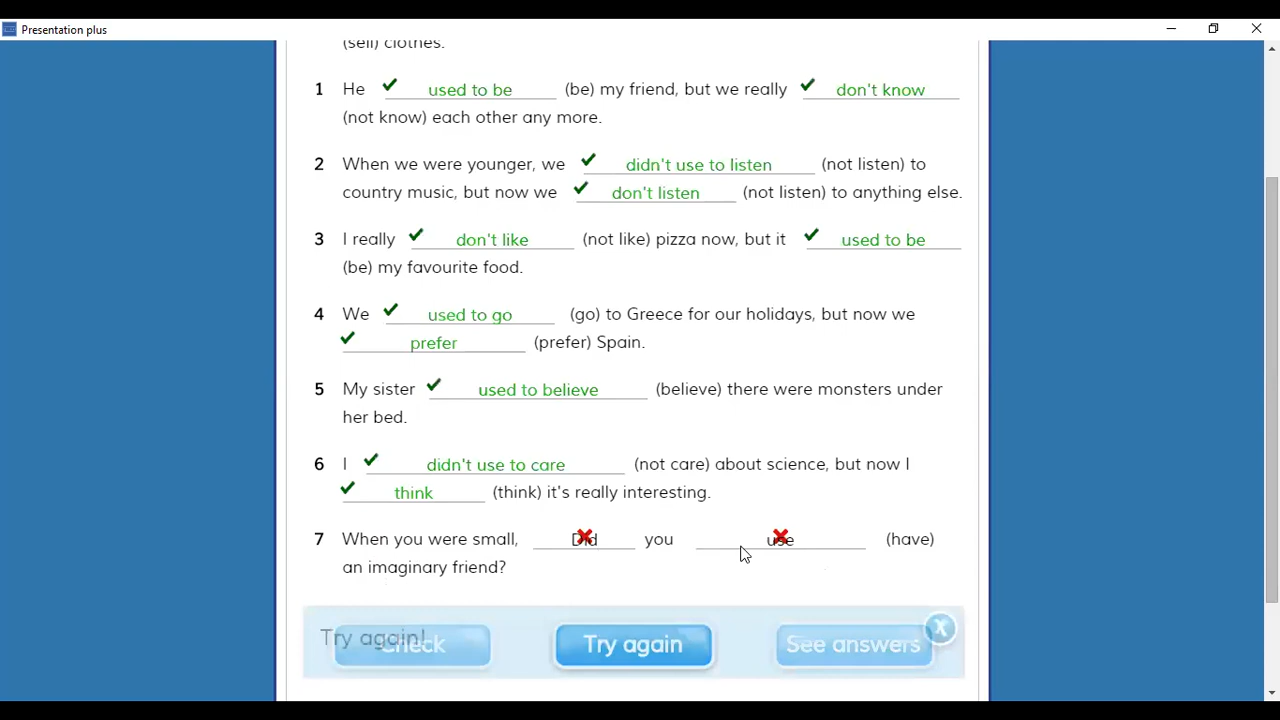 Presentation plus
(sell) clothes.
1 He ✔ used to be (be) my friend, but we really ✔ don't know
(not know) each other any more.
2 When we were younger, we ✔ didn't use to listen (not listen) to
country music, but now we ✔ don't listen (not listen) to anything else.
3 I really ✔ don't like (not like) pizza now, but it ✔ used to be
(be) my favourite food.
4 We ✔ used to go (go) to Greece for our holidays, but now we
✔ prefer (prefer) Spain.
5 My sister ✔ used to believe (believe) there were monsters under
her bed.
6 I ✔ didn't use to care (not care) about science, but now I
✔ think (think) it's really interesting.
7 When you were small, Did you use (have)
an imaginary friend?
Try again! Check Try again See answers X